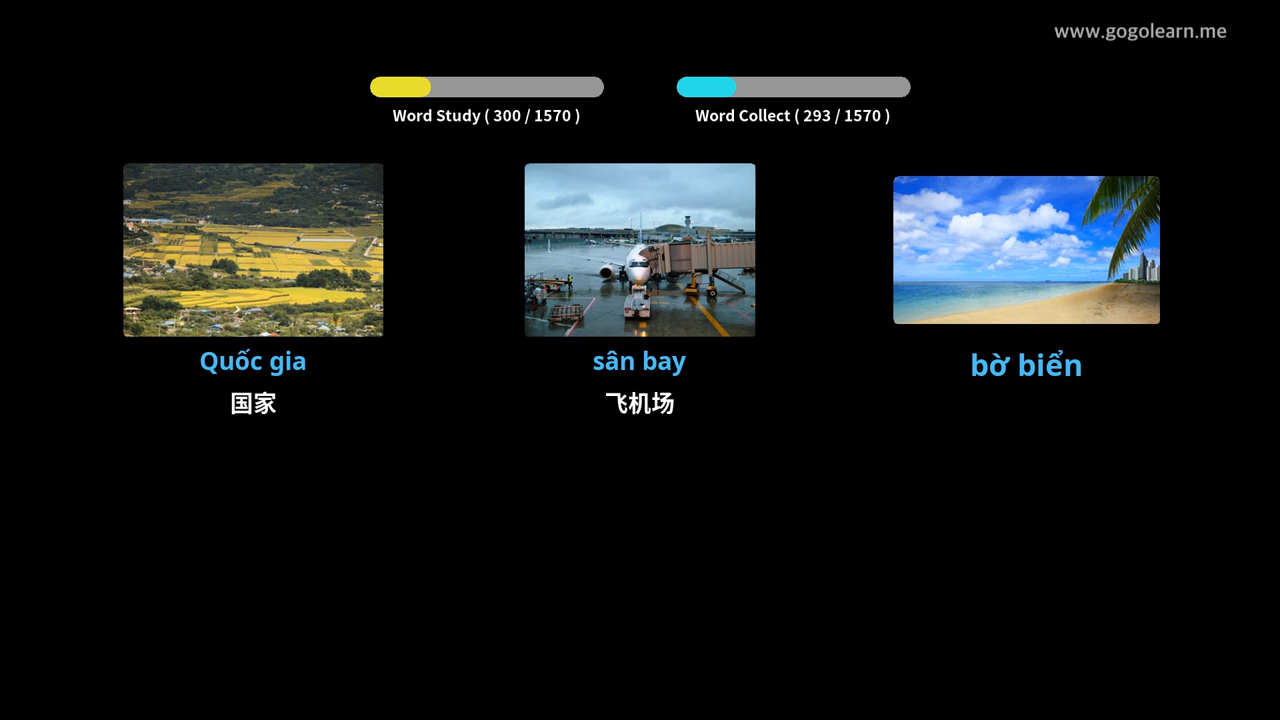 www.gogolearn.me
Word Study ( 300 / 1570 )
Word Collect ( 293 / 1570 )
Quốc gia
国家
sân bay
飞机场
bờ biển